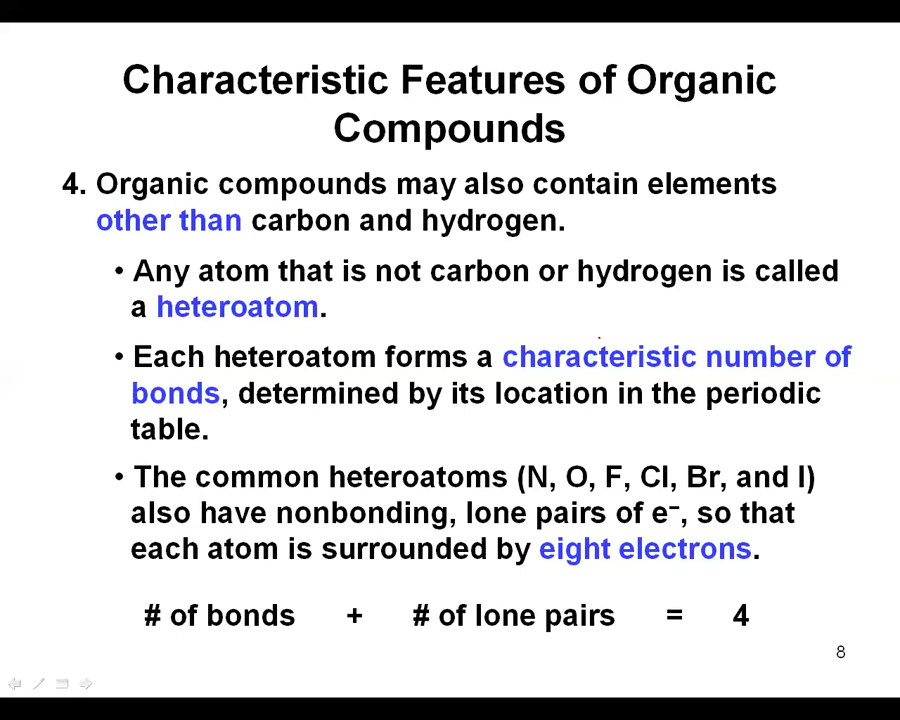 Characteristic Features of Organic
Compounds
4. Organic compounds may also contain elements
other than carbon and hydrogen.
• Any atom that is not carbon or hydrogen is called
a heteroatom.
• Each heteroatom forms a characteristic number of
bonds, determined by its location in the periodic
table.
• The common heteroatoms (N, O, F, Cl, Br, and I)
also have nonbonding, lone pairs of e⁻, so that
each atom is surrounded by eight electrons.
# of bonds + # of lone pairs = 4
8